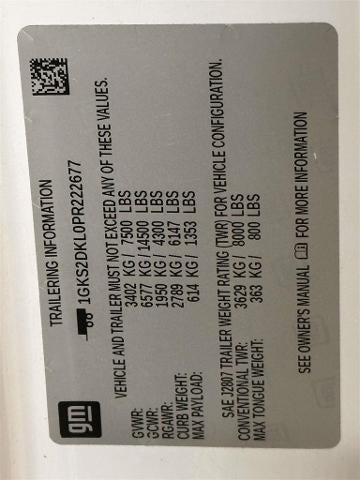 TRAILERING INFORMATION
1GKS2DKL0PR222677
VEHICLE AND TRAILER MUST NOT EXCEED ANY OF THESE VALUES.
GVWR: 3402 KG / 7500 LBS
GCWR: 6577 KG / 14500 LBS
RGAWR: 1950 KG / 4300 LBS
CURB WEIGHT: 2789 KG / 6147 LBS
MAX PAYLOAD: 614 KG / 1353 LBS
SAE J2807 TRAILER WEIGHT RATING (TWR) FOR VEHICLE CONFIGURATION.
CONVENTIONAL TWR: 3629 KG / 8000 LBS
MAX TONGUE WEIGHT: 363 KG / 800 LBS
SEE OWNER'S MANUAL FOR MORE INFORMATION
gm